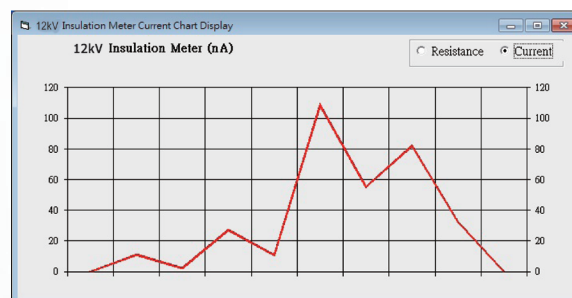 12kV Insulation Meter Current Chart Display
12kV Insulation Meter (nA)
Resistance Current
120 120
100 100
80 80
60 60
40 40
20 20
0 0